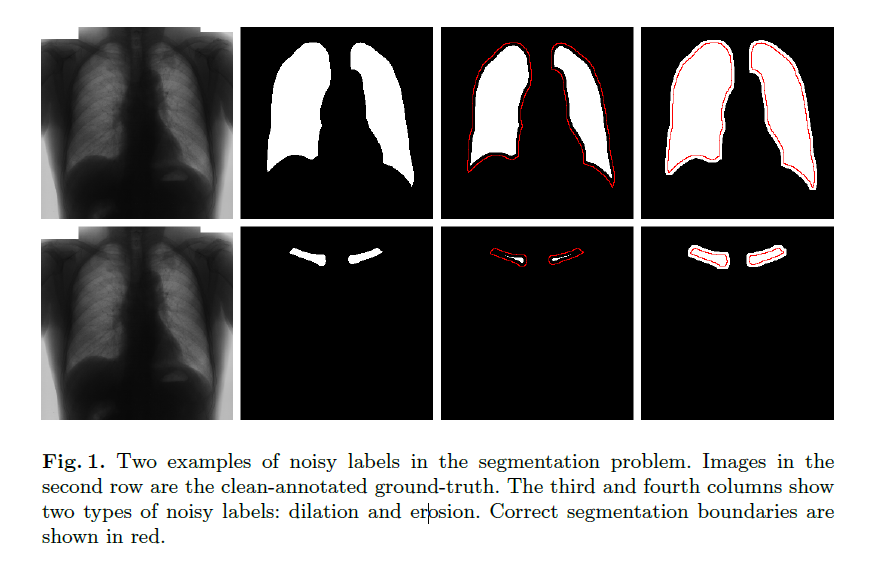 Fig. 1. Two examples of noisy labels in the segmentation problem. Images in the
second row are the clean-annotated ground-truth. The third and fourth columns show
two types of noisy labels: dilation and erosion. Correct segmentation boundaries are
shown in red.